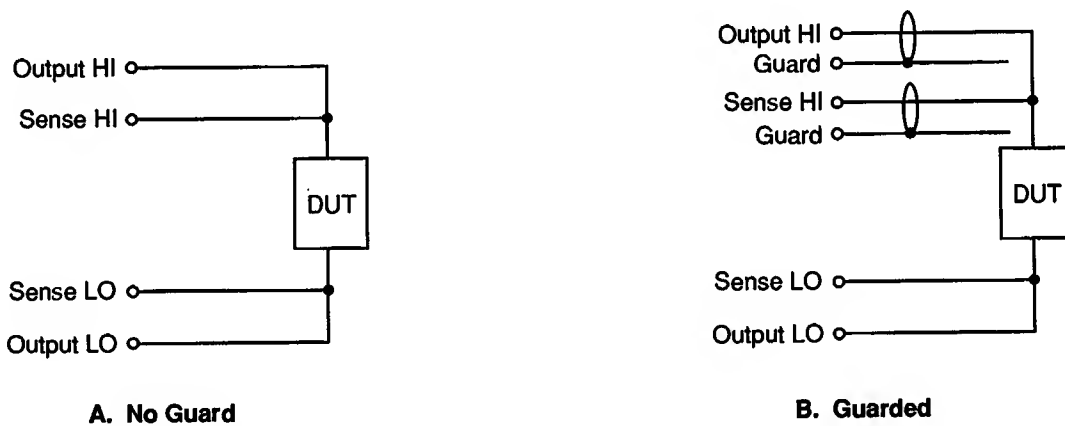 Output HI
Sense HI
DUT
Sense LO
Output LO
A. No Guard
Output HI
Guard
Sense HI
Guard
DUT
Sense LO
Output LO
B. Guarded